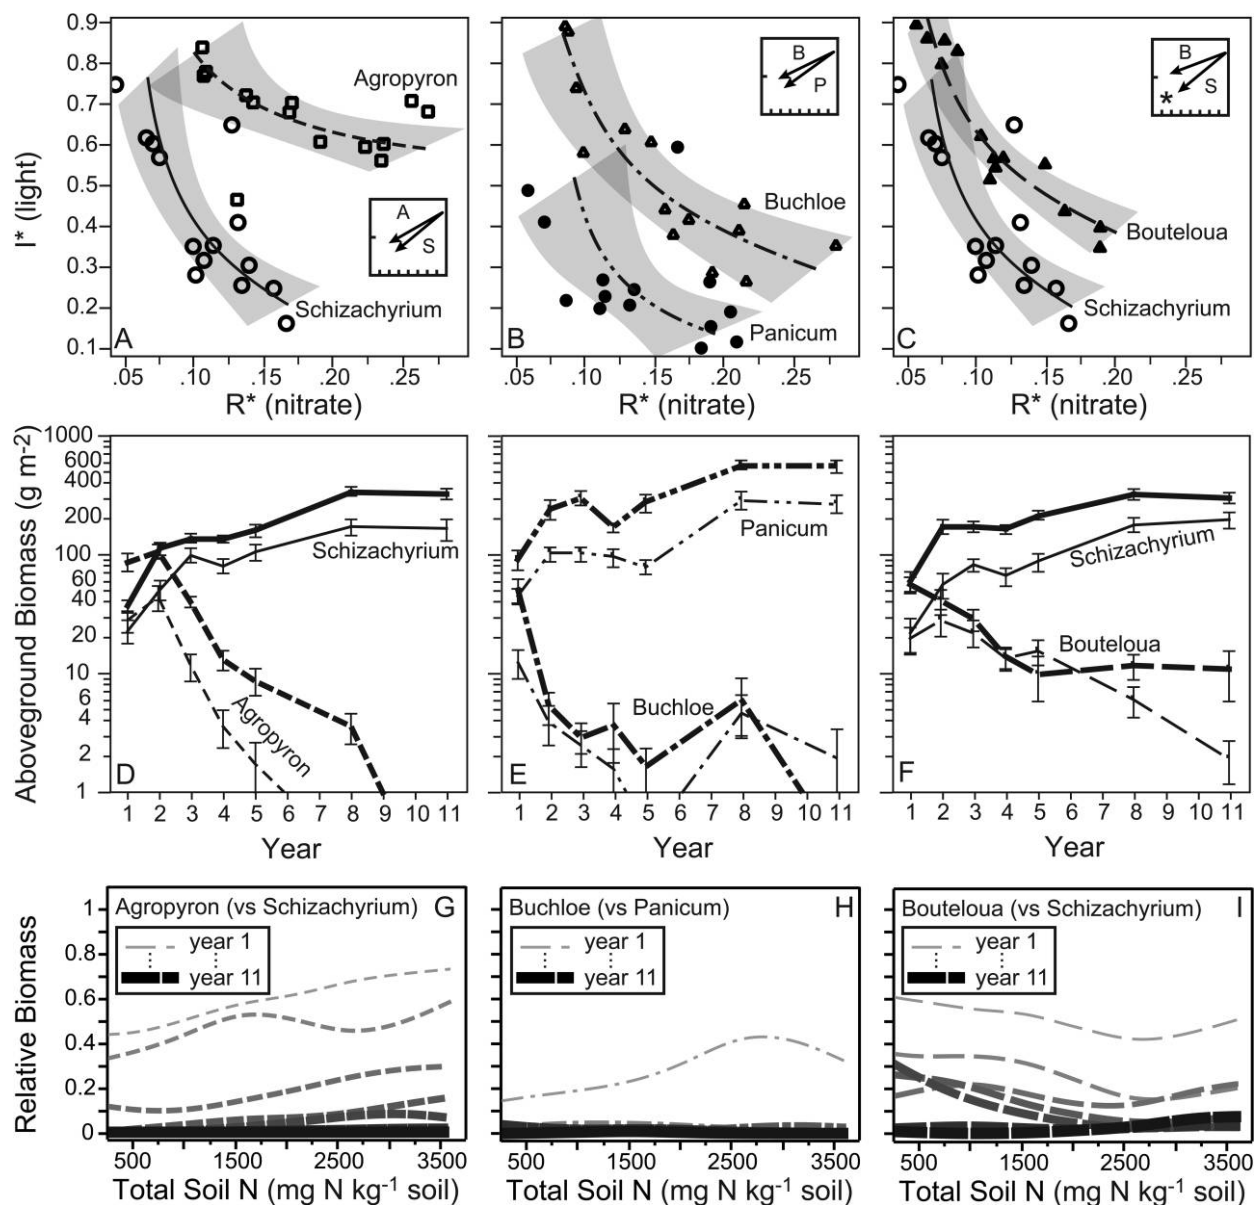 I* (light)
0.9
0.8
0.7
0.6
0.5
0.4
0.3
0.2
0.1
Agropyron
A
S
Schizachyrium
A
.05 .10 .15 .20 .25
R* (nitrate)
B
P
Buchloe
Panicum
B
.05 .10 .15 .20 .25
R* (nitrate)
B
S
*
Bouteloua
Schizachyrium
C
.05 .10 .15 .20 .25
R* (nitrate)
Aboveground Biomass (g m-2)
1000
600
400
200
100
60
40
20
10
6
4
2
1
Schizachyrium
Agropyron
D
1 2 3 4 5 6 7 8 9 10 11
Year
Panicum
Buchloe
E
1 2 3 4 5 6 7 8 9 10 11
Year
Schizachyrium
Bouteloua
F
1 2 3 4 5 6 7 8 9 10 11
Year
Relative Biomass
1
0.8
0.6
0.4
0.2
0
Agropyron (vs Schizachyrium) G
year 1
year 11
500 1500 2500 3500
Total Soil N (mg N kg-1 soil)
Buchloe (vs Panicum) H
year 1
year 11
500 1500 2500 3500
Total Soil N (mg N kg-1 soil)
Bouteloua (vs Schizachyrium) I
year 1
year 11
500 1500 2500 3500
Total Soil N (mg N kg-1 soil)